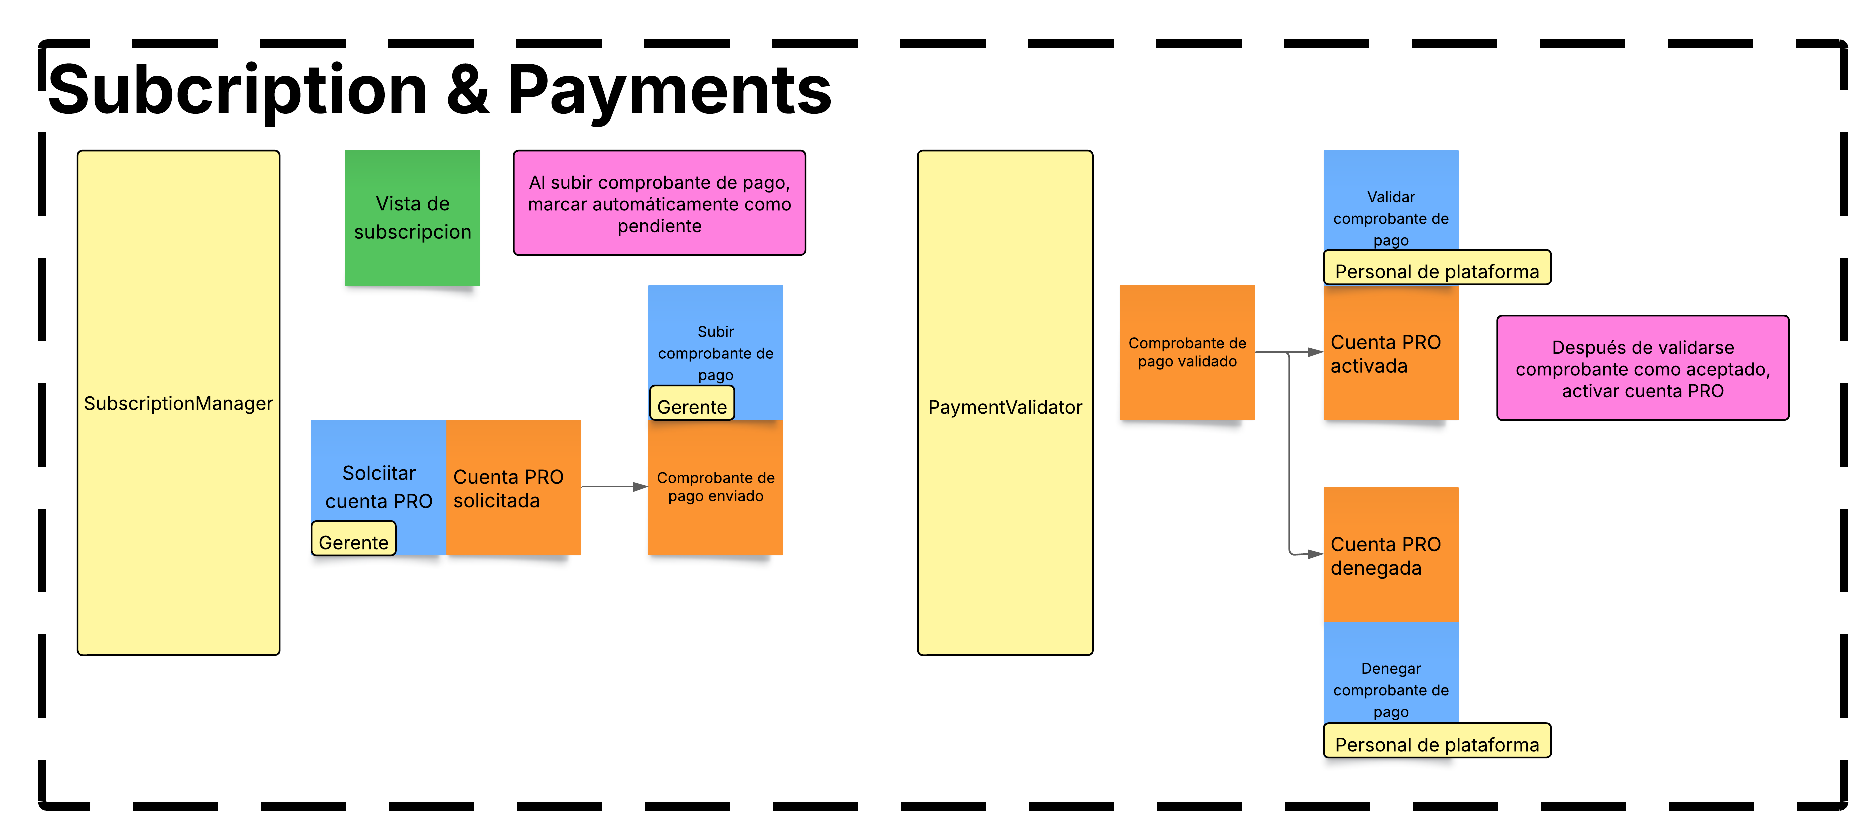 Subcription & Payments
SubscriptionManager
Vista de
subscripcion
Al subir comprobante de pago,
marcar automáticamente como
pendiente
Subir
comprobante de
pago
Gerente
Solciitar
cuenta PRO
Gerente
Cuenta PRO
solicitada
Comprobante de
pago enviado
PaymentValidator
Comprobante de
pago validado
Validar
comprobante de
pago
Personal de plataforma
Cuenta PRO
activada
Después de validarse
comprobante como aceptado,
activar cuenta PRO
Cuenta PRO
denegada
Denegar
comprobante de
pago
Personal de plataforma